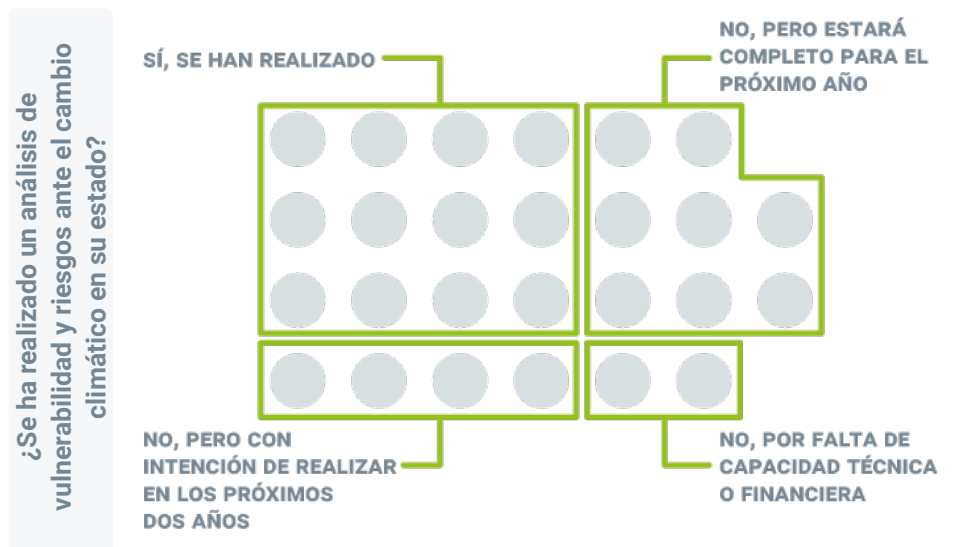 ¿Se ha realizado un análisis de
vulnerabilidad y riesgos ante el cambio
climático en su estado?
SÍ, SE HAN REALIZADO
NO, PERO ESTARÁ
COMPLETO PARA EL
PRÓXIMO AÑO
NO, PERO CON
INTENCIÓN DE REALIZAR
EN LOS PRÓXIMOS
DOS AÑOS
NO, POR FALTA DE
CAPACIDAD TÉCNICA
O FINANCIERA